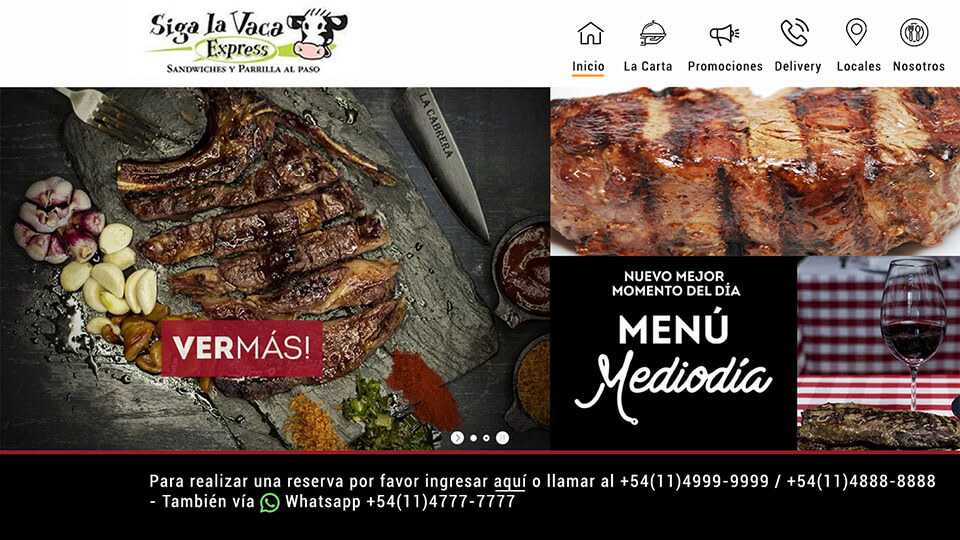 Siga la Vaca
Express
SANDWICHES Y PARRILLA AL PASO
Inicio
La Carta
Promociones
Delivery
Locales
Nosotros
LA CABRERA
VERMÁS!
NUEVO MEJOR
MOMENTO DEL DÍA
MENÚ
Mediodía
Para realizar una reserva por favor ingresar aquí o llamar al +54(11)4999-9999 / +54(11)4888-8888
- También vía Whatsapp +54(11)4777-7777